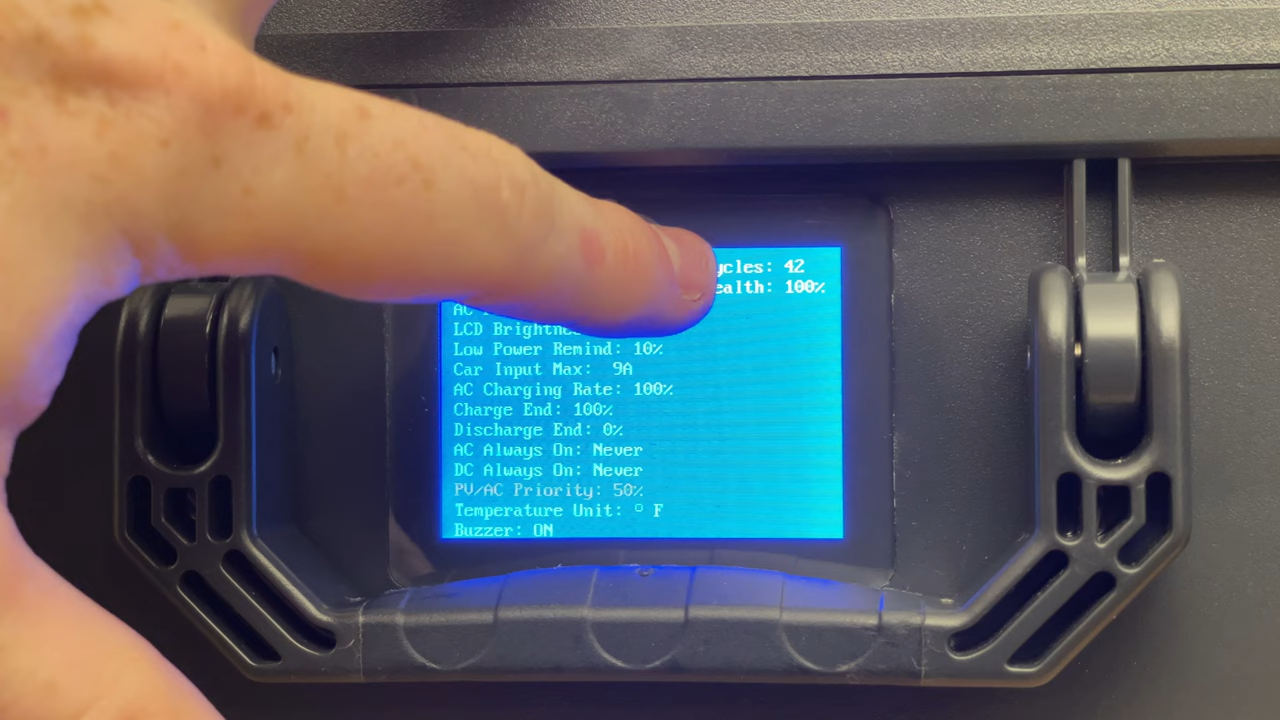 ycles: 42
ealth: 100%
AC
LCD Brightne
Low Power Remind: 10%
Car Input Max: 9A
AC Charging Rate: 100%
Charge End: 100%
Discharge End: 0%
AC Always On: Never
DC Always On: Never
PV/AC Priority: 50%
Temperature Unit: ° F
Buzzer: ON